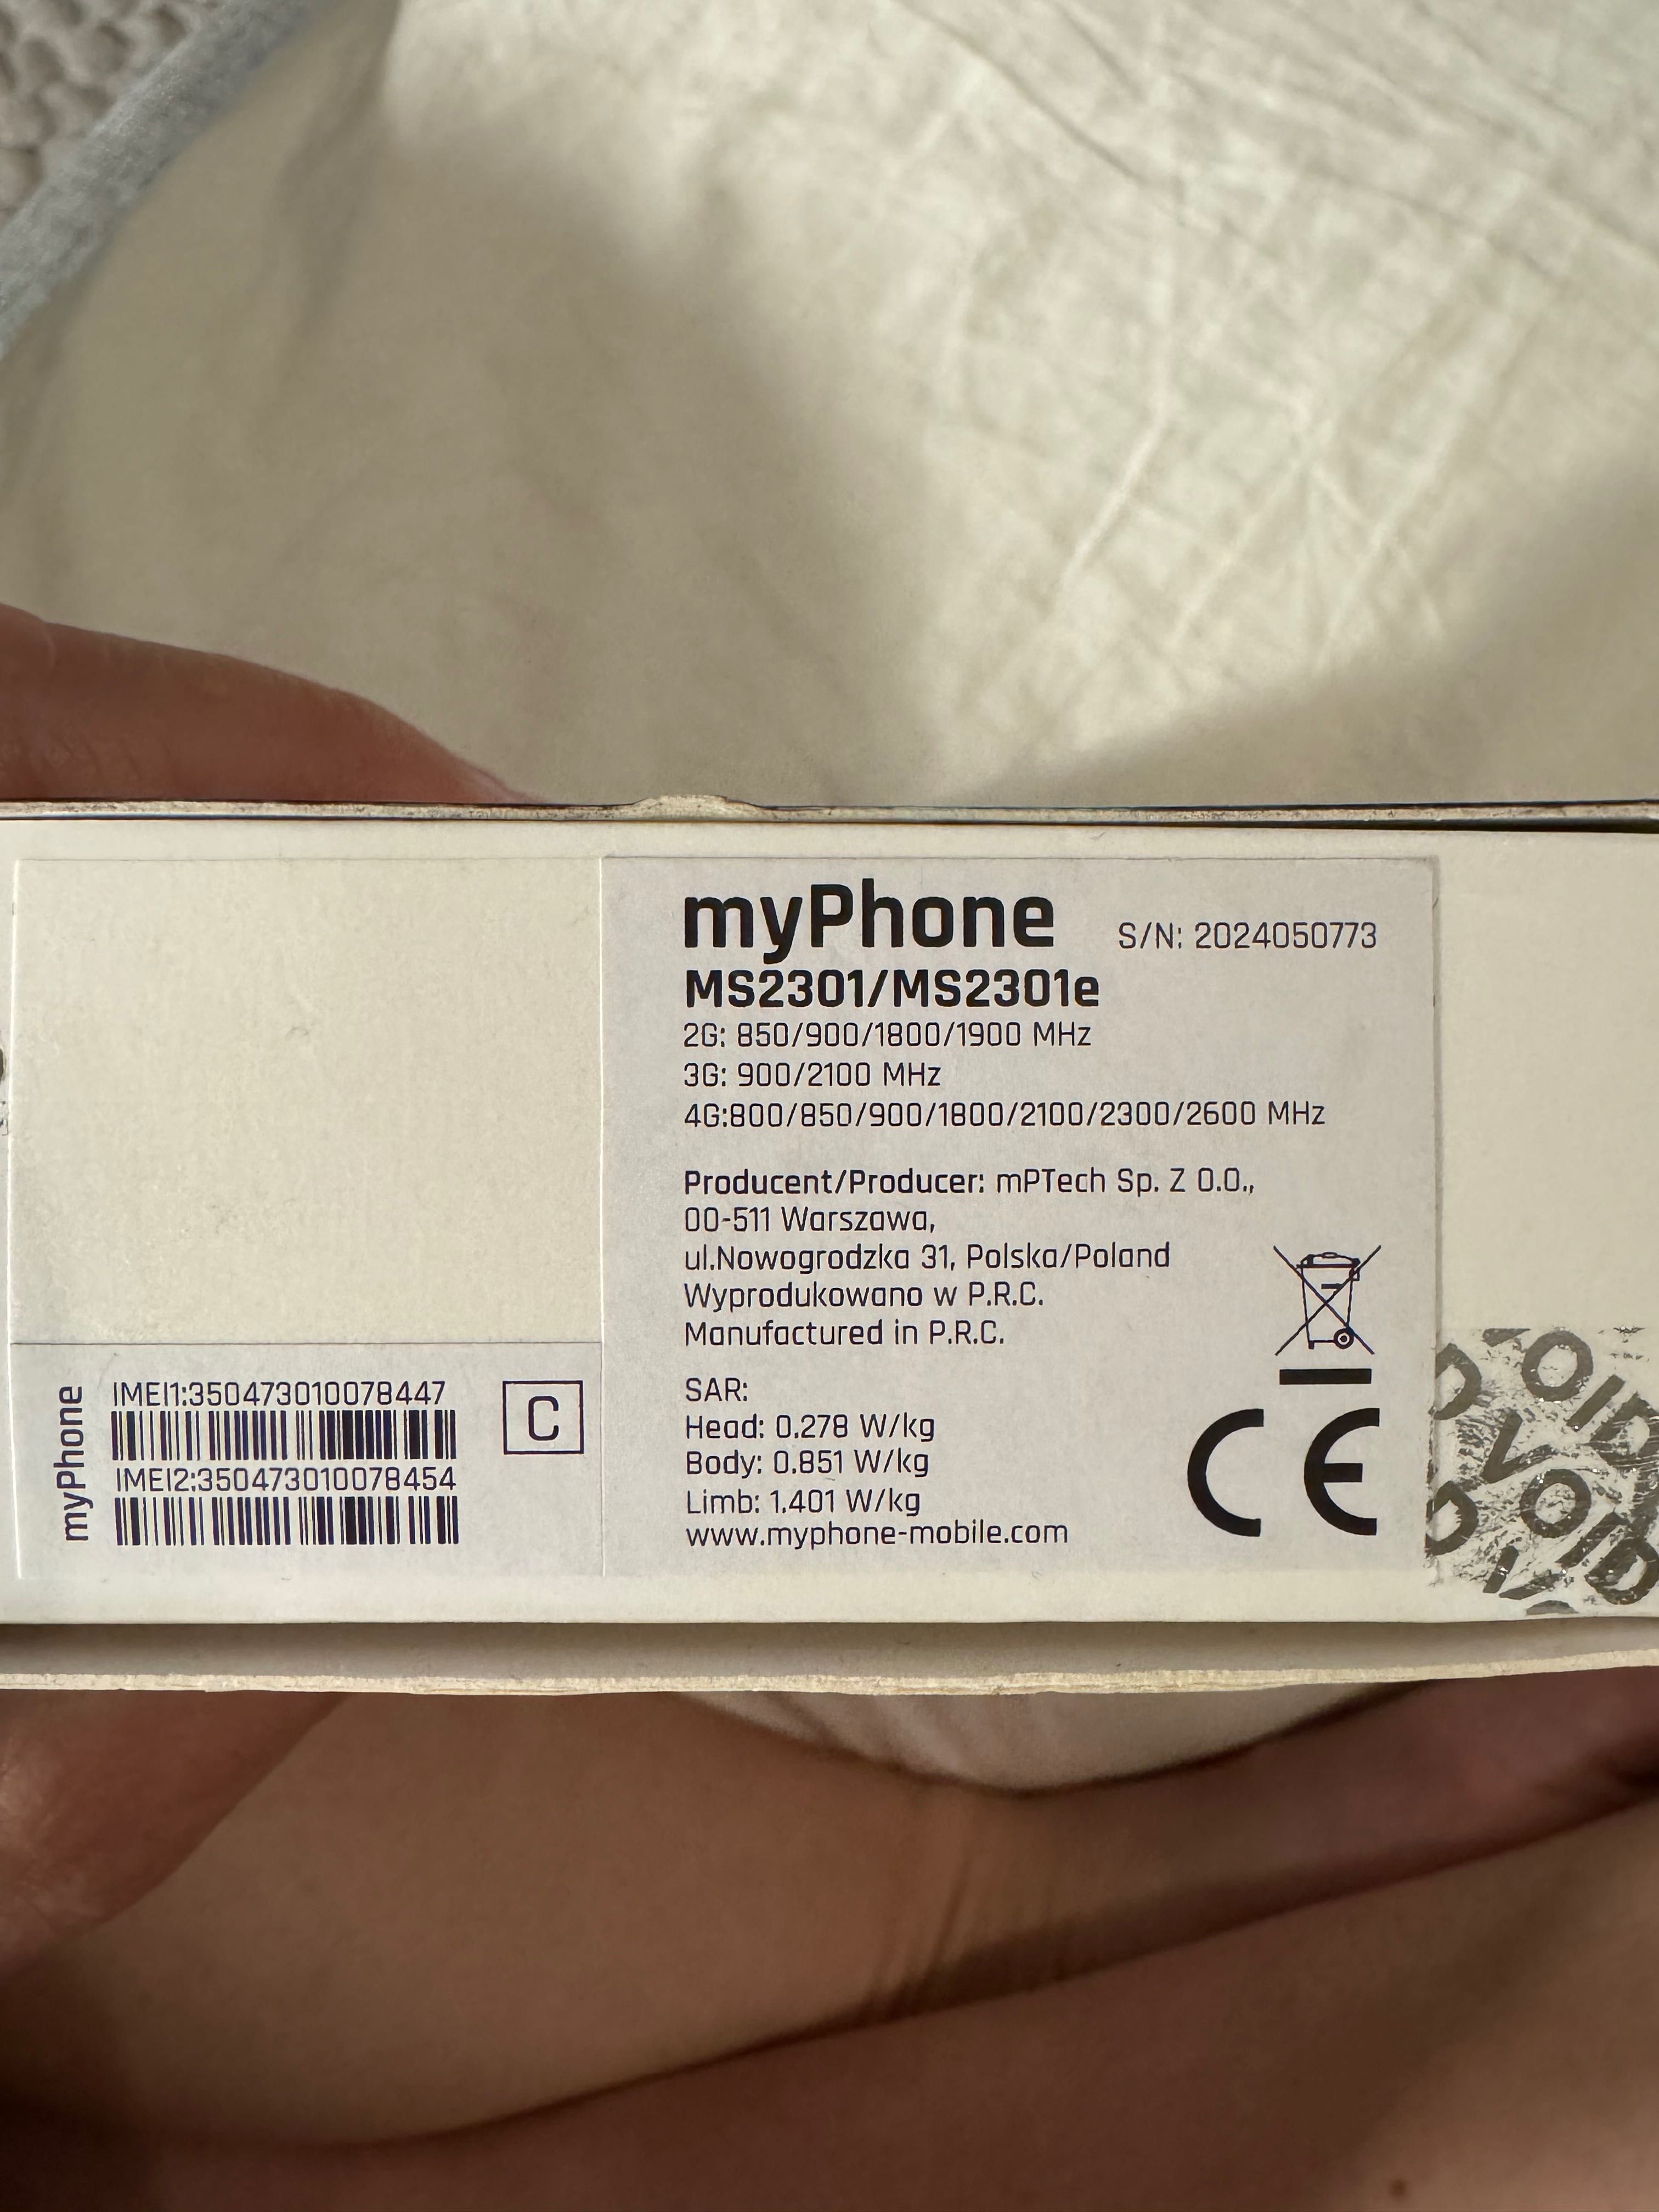 myPhone
S/N: 2024050773
MS2301/MS2301e
2G: 850/900/1800/1900 MHz
3G: 900/2100 MHz
4G:800/850/900/1800/2100/2300/2600 MHz
Producent/Producer: mPTech Sp. Z O.O.,
00-511 Warszawa,
ul.Nowogrodzka 31, Polska/Poland
Wyprodukowano w P.R.C.
Manufactured in P.R.C.
SAR:
Head: 0.278 W/kg
Body: 0.851 W/kg
Limb: 1.401 W/kg
www.myphone-mobile.com
CE
myPhone
IMEI1:350473010078447
IMEI2:350473010078454
C
VOID
VOID